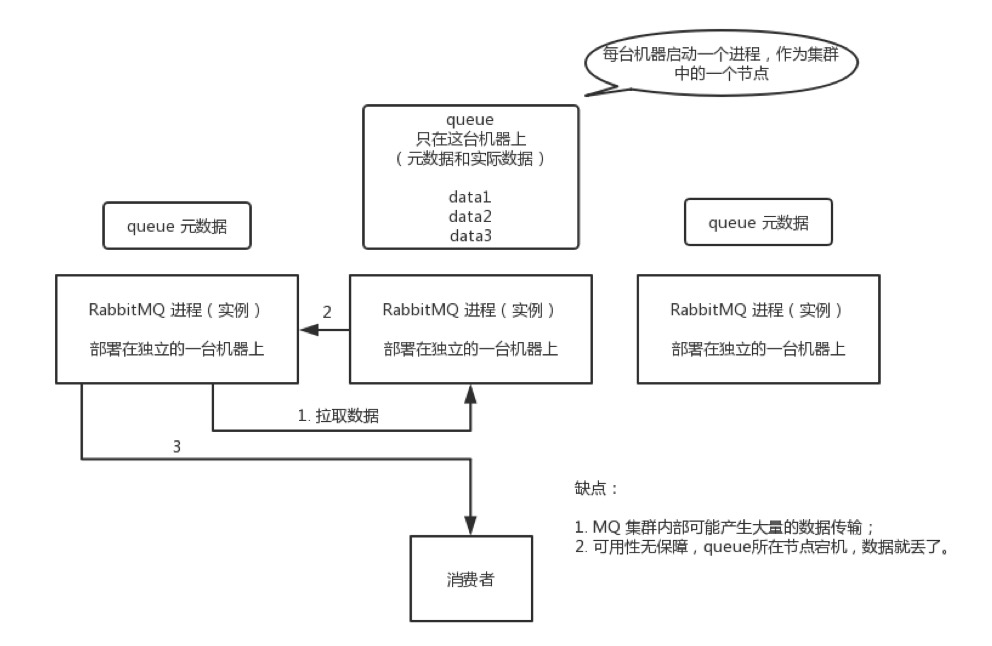 每台机器启动一个进程，作为集群
中的一个节点
queue
只在这台机器上
（元数据和实际数据）
data1
data2
data3
queue 元数据
queue 元数据
RabbitMQ 进程（实例）
部署在独立的一台机器上
2
RabbitMQ 进程（实例）
部署在独立的一台机器上
RabbitMQ 进程（实例）
部署在独立的一台机器上
1. 拉取数据
3
缺点：
1. MQ 集群内部可能产生大量的数据传输；
2. 可用性无保障，queue所在节点宕机，数据就丢了。
消费者